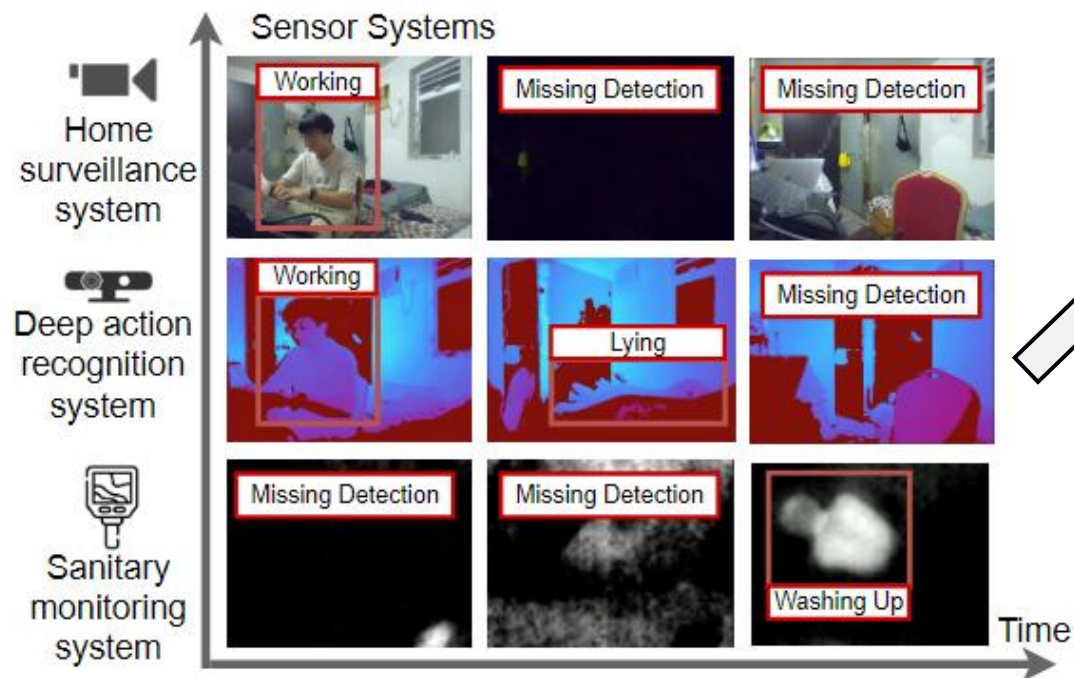 Sensor Systems
Home
surveillance
system
Working
Missing Detection
Missing Detection
Deep action
recognition
system
Working
Lying
Missing Detection
Sanitary
monitoring
system
Missing Detection
Missing Detection
Washing Up
Time